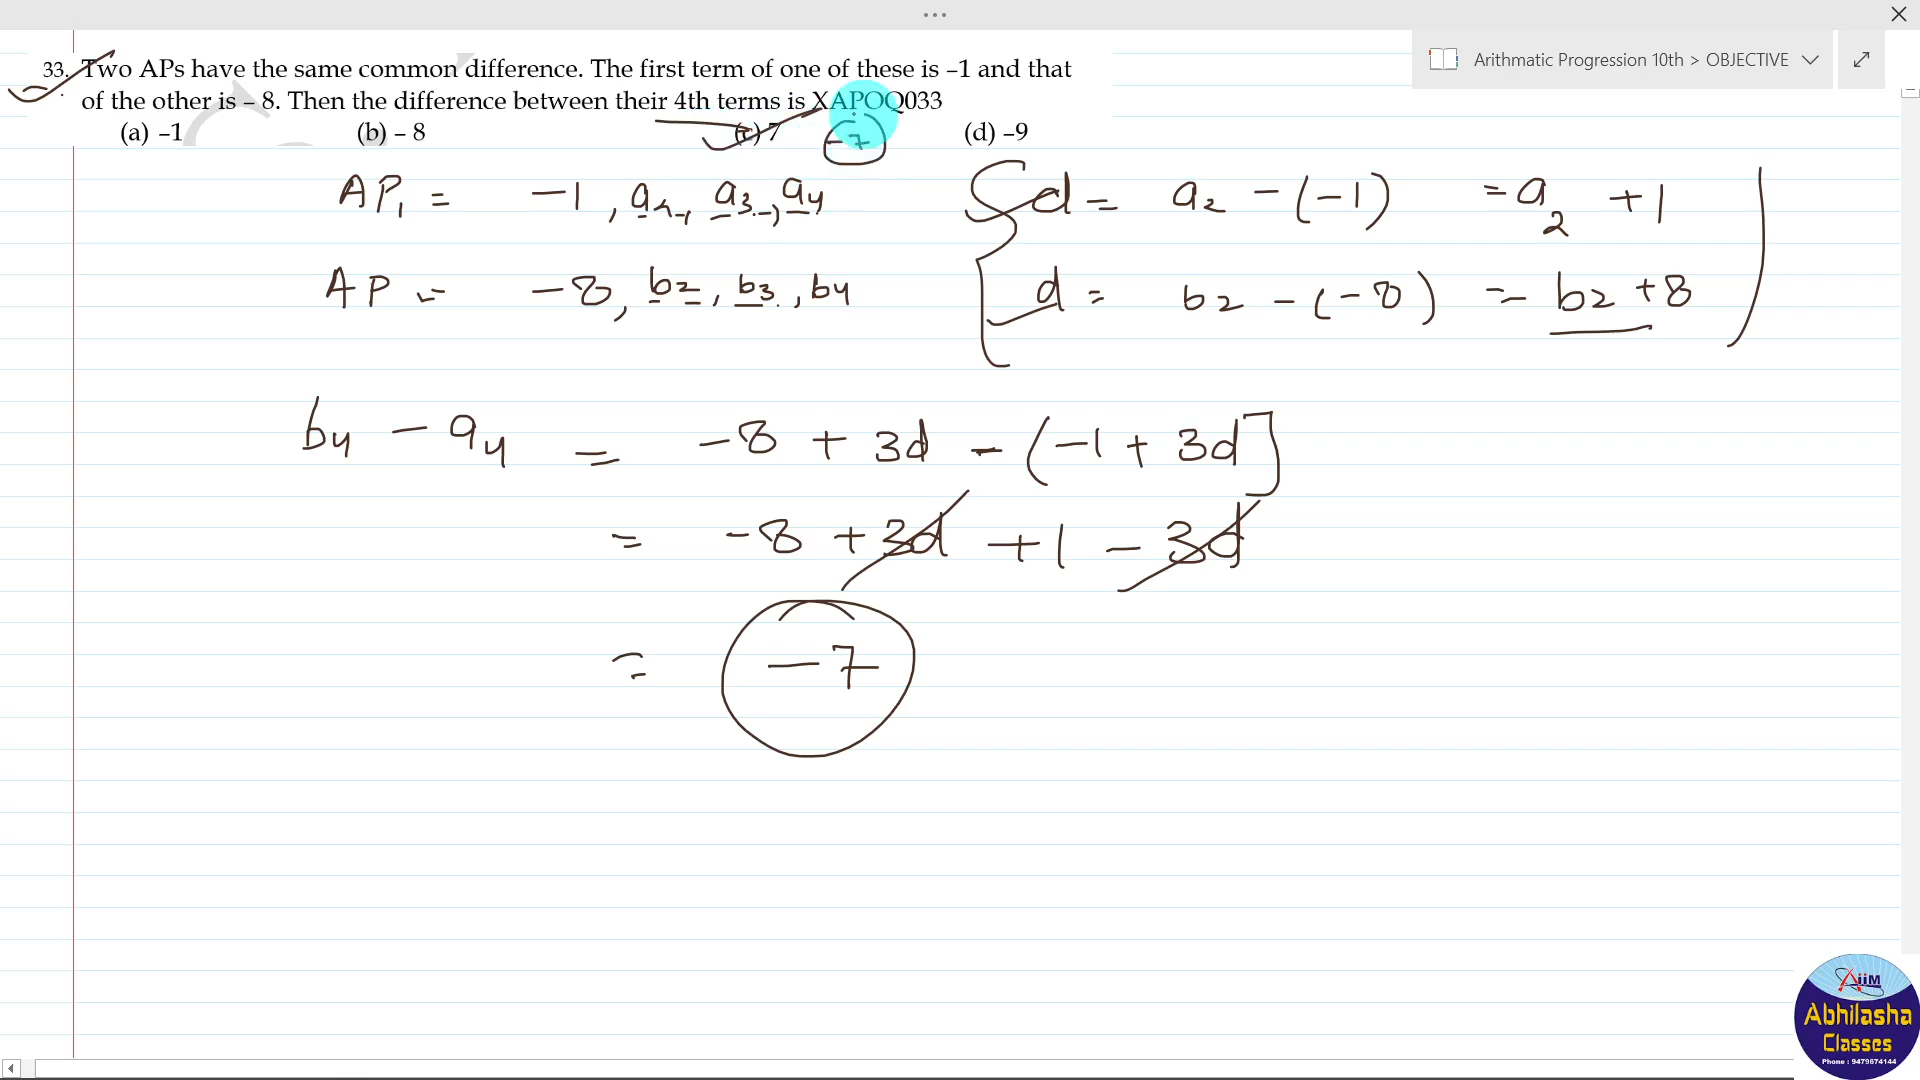 Arithmatic Progression 10th > OBJECTIVE
33. Two APs have the same common difference. The first term of one of these is –1 and that
of the other is – 8. Then the difference between their 4th terms is XAPOQ033
(a) –1 (b) – 8 (c) 7 (d) –9
-7
AP₁ = -1, a₂, a₃, a₄ d = a₂ - (-1) = a₂ + 1
AP = -8, b₂, b₃, b₄ d = b₂ - (-8) = b₂ + 8
b₄ - a₄ = -8 + 3d - (-1 + 3d]
= -8 + 3d + 1 - 3d
= -7
AiiM
Abhilasha
Classes
Phone : 9479674144